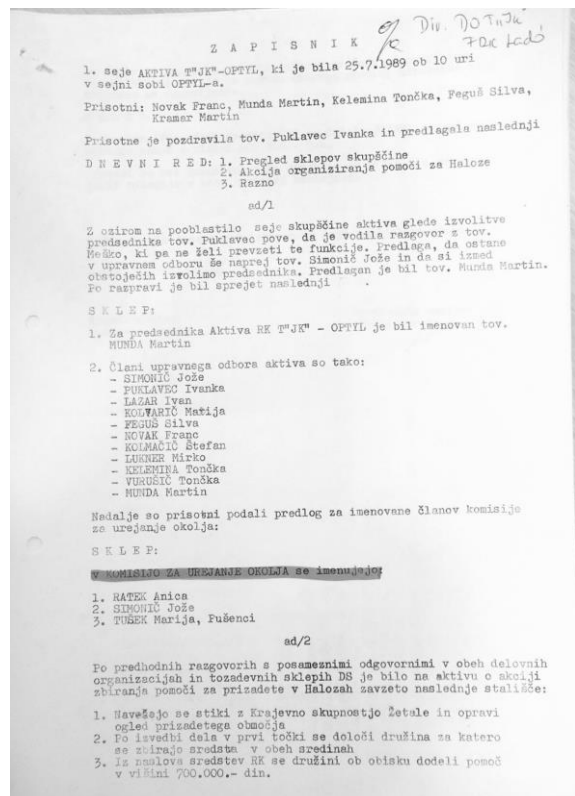 Div. DOTNJU
Z A P I S N I K
1. seje AKTIVA T"JK"-OPTYL, ki je bila 25.7.1989 ob 10 uri
v sejni sobi OPTYL-a.
Prisotni: Novak Franc, Munda Martin, Kelemina Tončka, Feguš Silva,
Kramer Martin
Prisotne je pozdravila tov. Puklavec Ivanka in predlagala naslednji
D N E V N I   R E D: 1. Pregled sklepov skupščine
2. Akcija organiziranja pomoči za Haloze
3. Razno
ad/1
Z ozirom na pooblastilo seje skupščine aktiva glede izvolitve
predsednika tov. Puklavec pove, da je vodila razgovor z tov.
Meško, ki pa ne želi prevzeti te funkcije. Predlaga, da ostane
v upravnem odboru še naprej tov. Simonič Jože in da si izmed
obstoječih izvolimo predsednika. Predlagan je bil tov. Munda Martin.
Po razpravi je bil sprejet naslednji
S K L E P:
1. Za predsednika Aktiva RK T"JK" - OPTYL je bil imenovan tov.
MUNDA Martin
2. Člani upravnega odbora aktiva so tako:
- SIMONIČ Jože
- PUKLAVEC Ivanka
- LAZAR Ivan
- KOLVARIČ Matija
- FEGUŠ Silva
- NOVAK Franc
- KOLMAČIČ Štefan
- LUKNER Mirko
- KELEMINA Tončka
- VURUŠIČ Tončka
- MUNDA Martin
Nadalje so prisotni podali predlog za imenovane članov komisije
za urejanje okolja:
S K L E P:
v KOMISIJO ZA UREJANJE OKOLJA se imenujejo:
1. RATEK Anica
2. SIMONIČ Jože
3. TUŠEK Marija, Pušenci
ad/2
Po predhodnih razgovorih s posameznimi odgovornimi v obeh delovnih
organizacijah in tozadevnih sklepih DS je bilo na aktivu o akciji
zbiranja pomoči za prizadete v Halozah zavzeto naslednje stališče:
1. Navežejo se stiki z Krajevno skupnostjo Žetale in opravi
ogled prizadetega območja
2. Po izvedbi dela v prvi točki se določi družina za katero
se zbirajo sredsta v obeh sredinah
3. Iz naslova sredstev RK se družini ob obisku dodeli pomoč
v višini 700.000.- din.